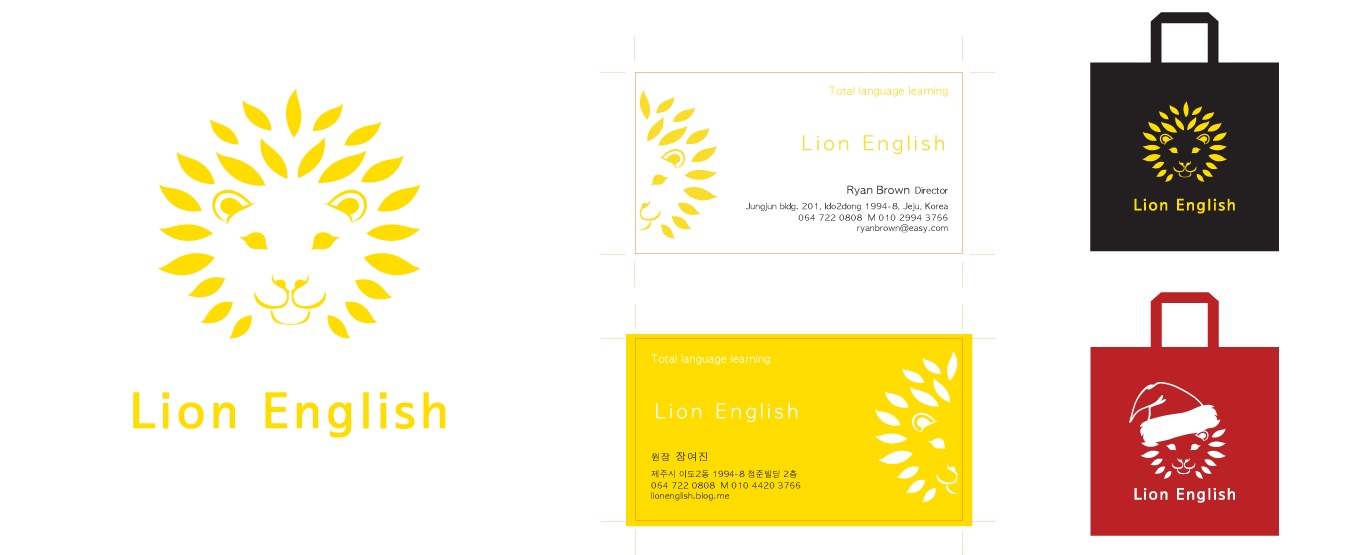 Lion English
Total language learning
Lion English
Ryan Brown Director
Jungjun bldg. 201, Ido2dong 1994-8, Jeju, Korea
064 722 0808 M 010 2994 3766
ryanbrown@easy.com
Total language learning
Lion English
원장 장여진
제주시 이도2동 1994-8 정준빌딩 2층
064 722 0808 M 010 4420 3766
lionenglish.blog.me
Lion English
Lion English